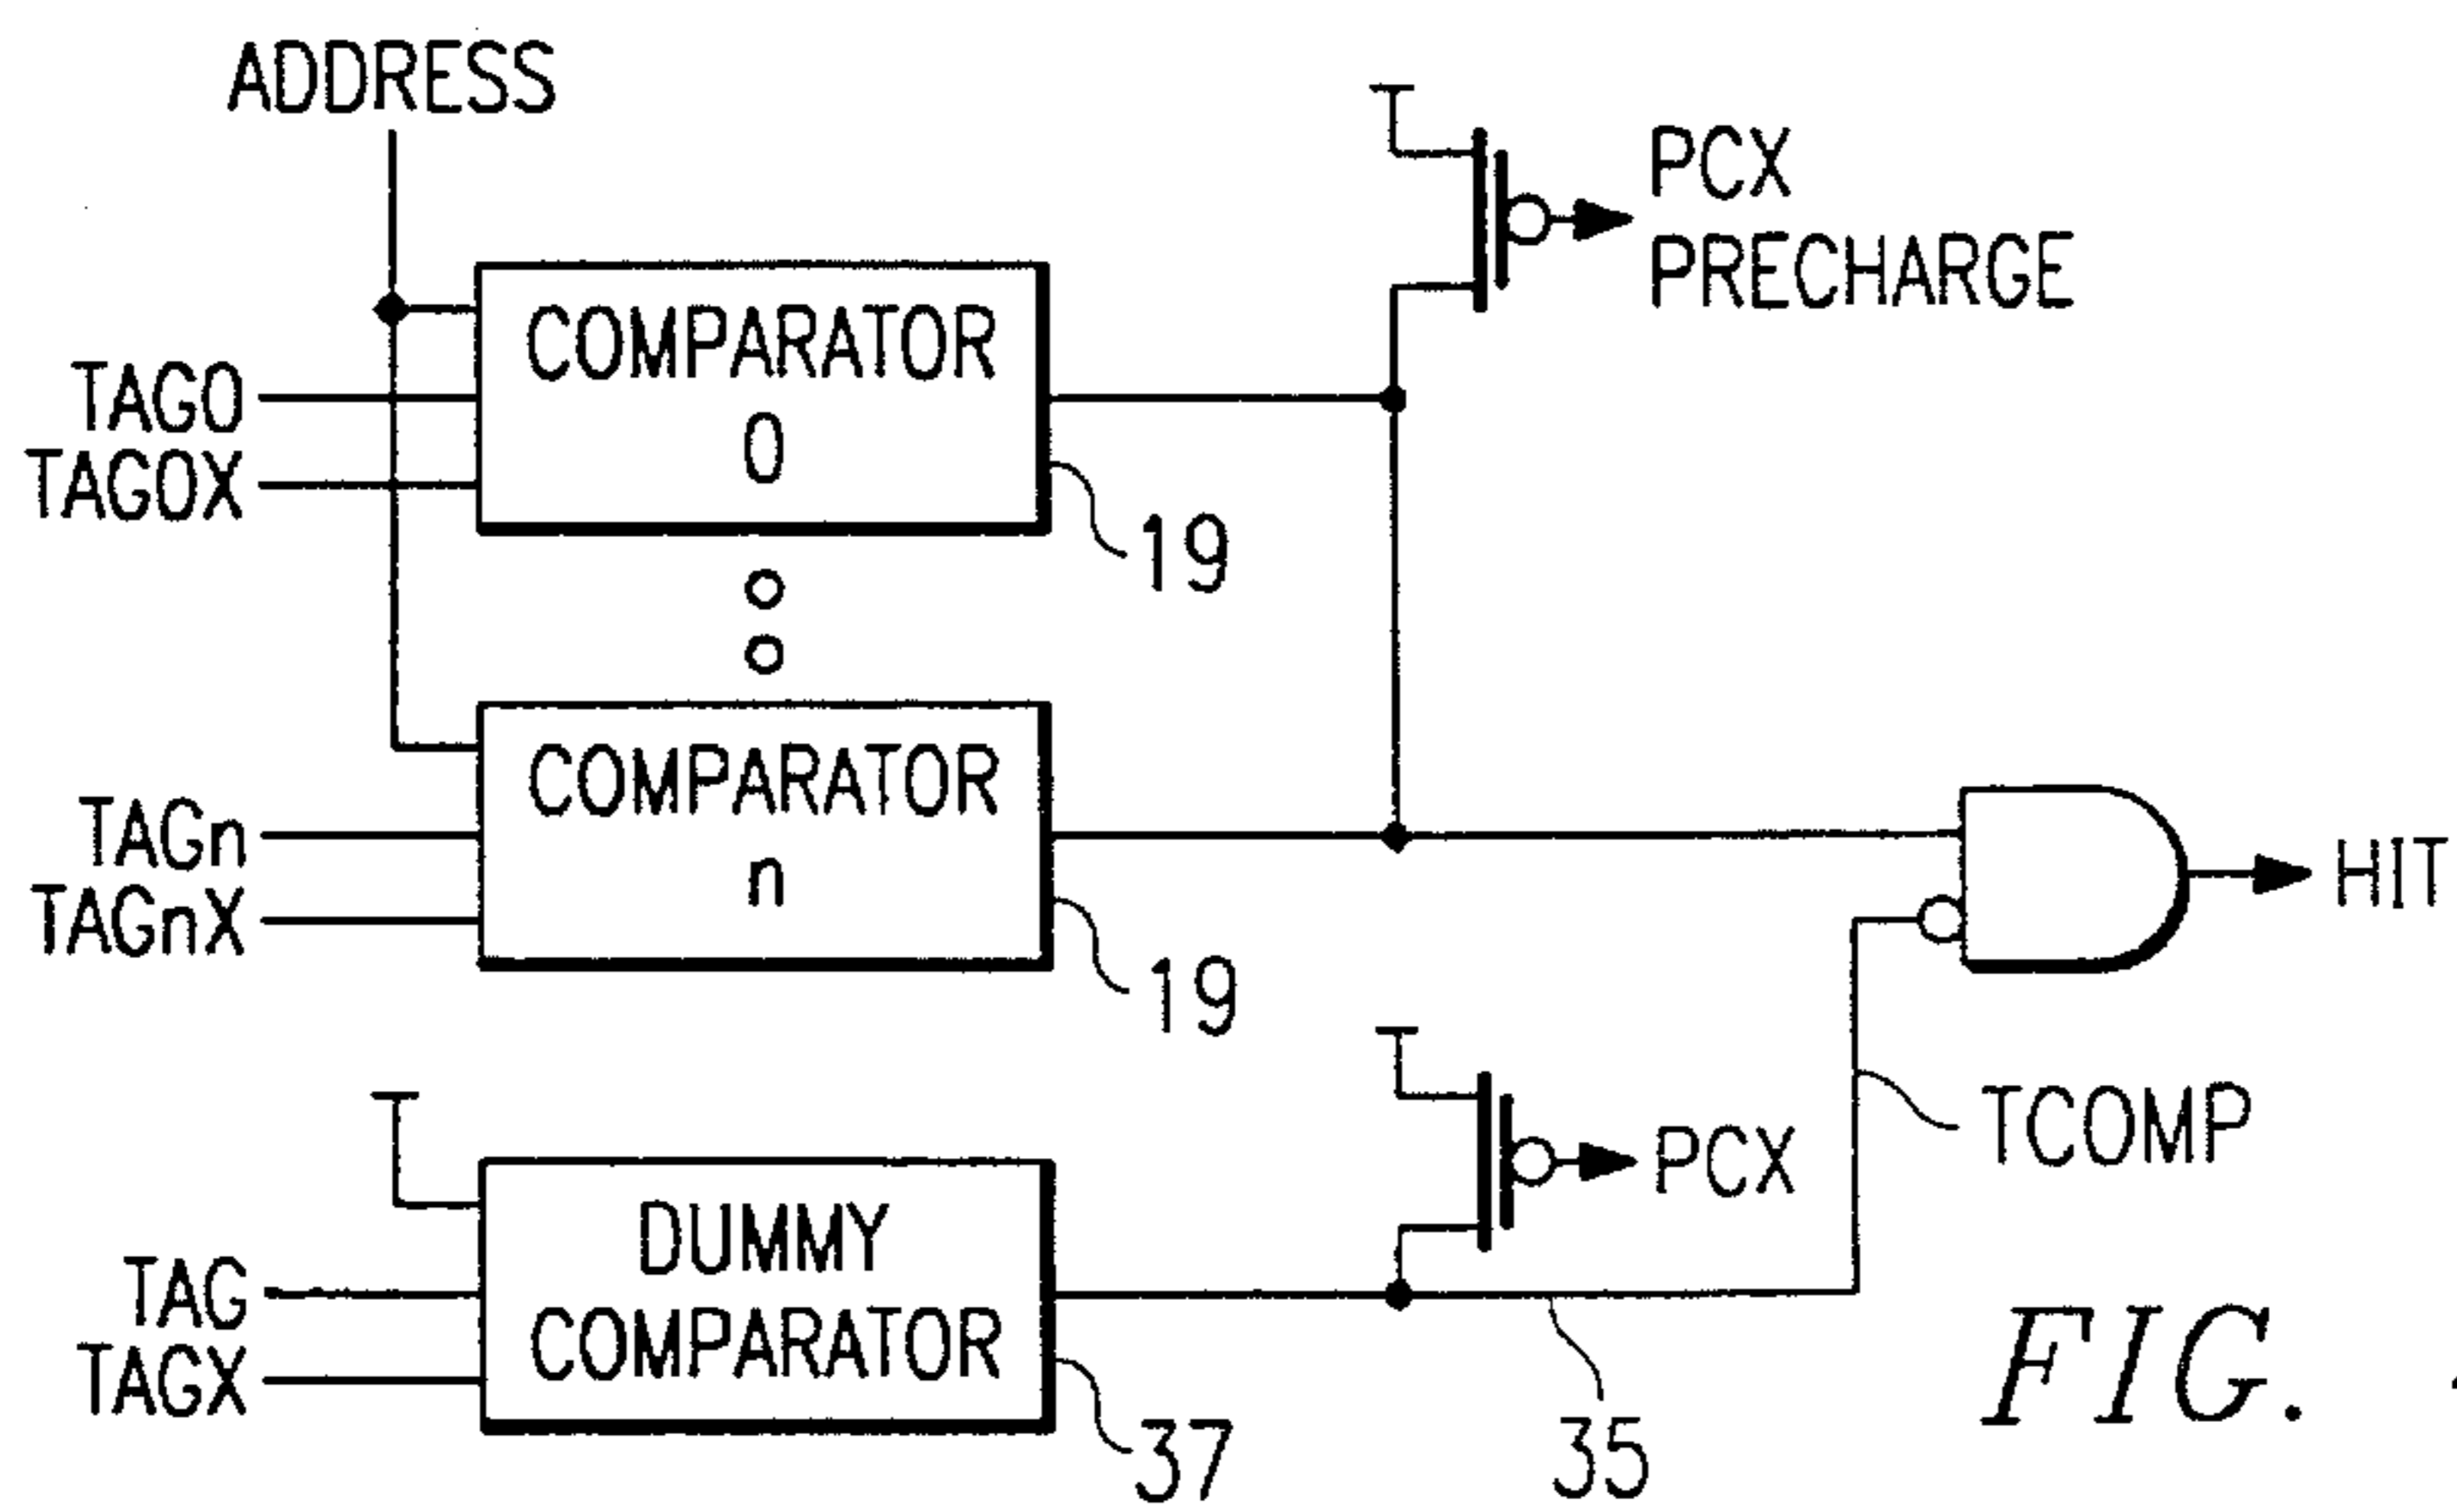 ADDRESS
PCX
PRECHARGE
TAG0
TAG0X
COMPARATOR
0
19
TAGn
TAGnX
COMPARATOR
n
19
HIT
TCOMP
PCX
TAG
TAGX
DUMMY
COMPARATOR
37
35
FIG.